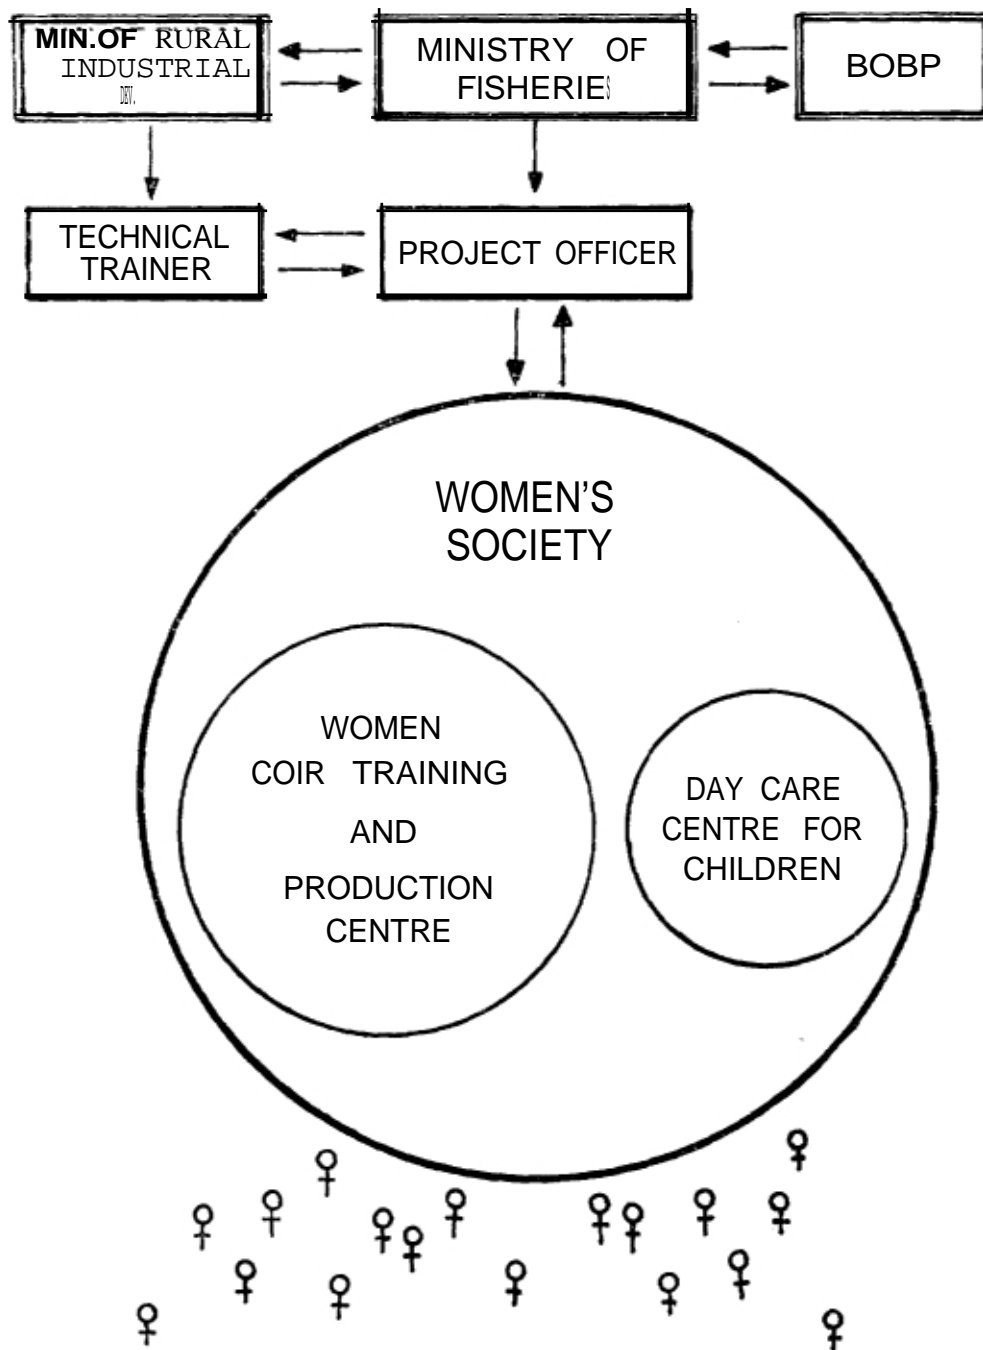 MIN.OF RURAL
INDUSTRIAL
DEV.
MINISTRY OF
FISHERIES
BOBP
TECHNICAL
TRAINER
PROJECT OFFICER
WOMEN'S
SOCIETY
WOMEN
COIR TRAINING
AND
PRODUCTION
CENTRE
DAY CARE
CENTRE FOR
CHILDREN